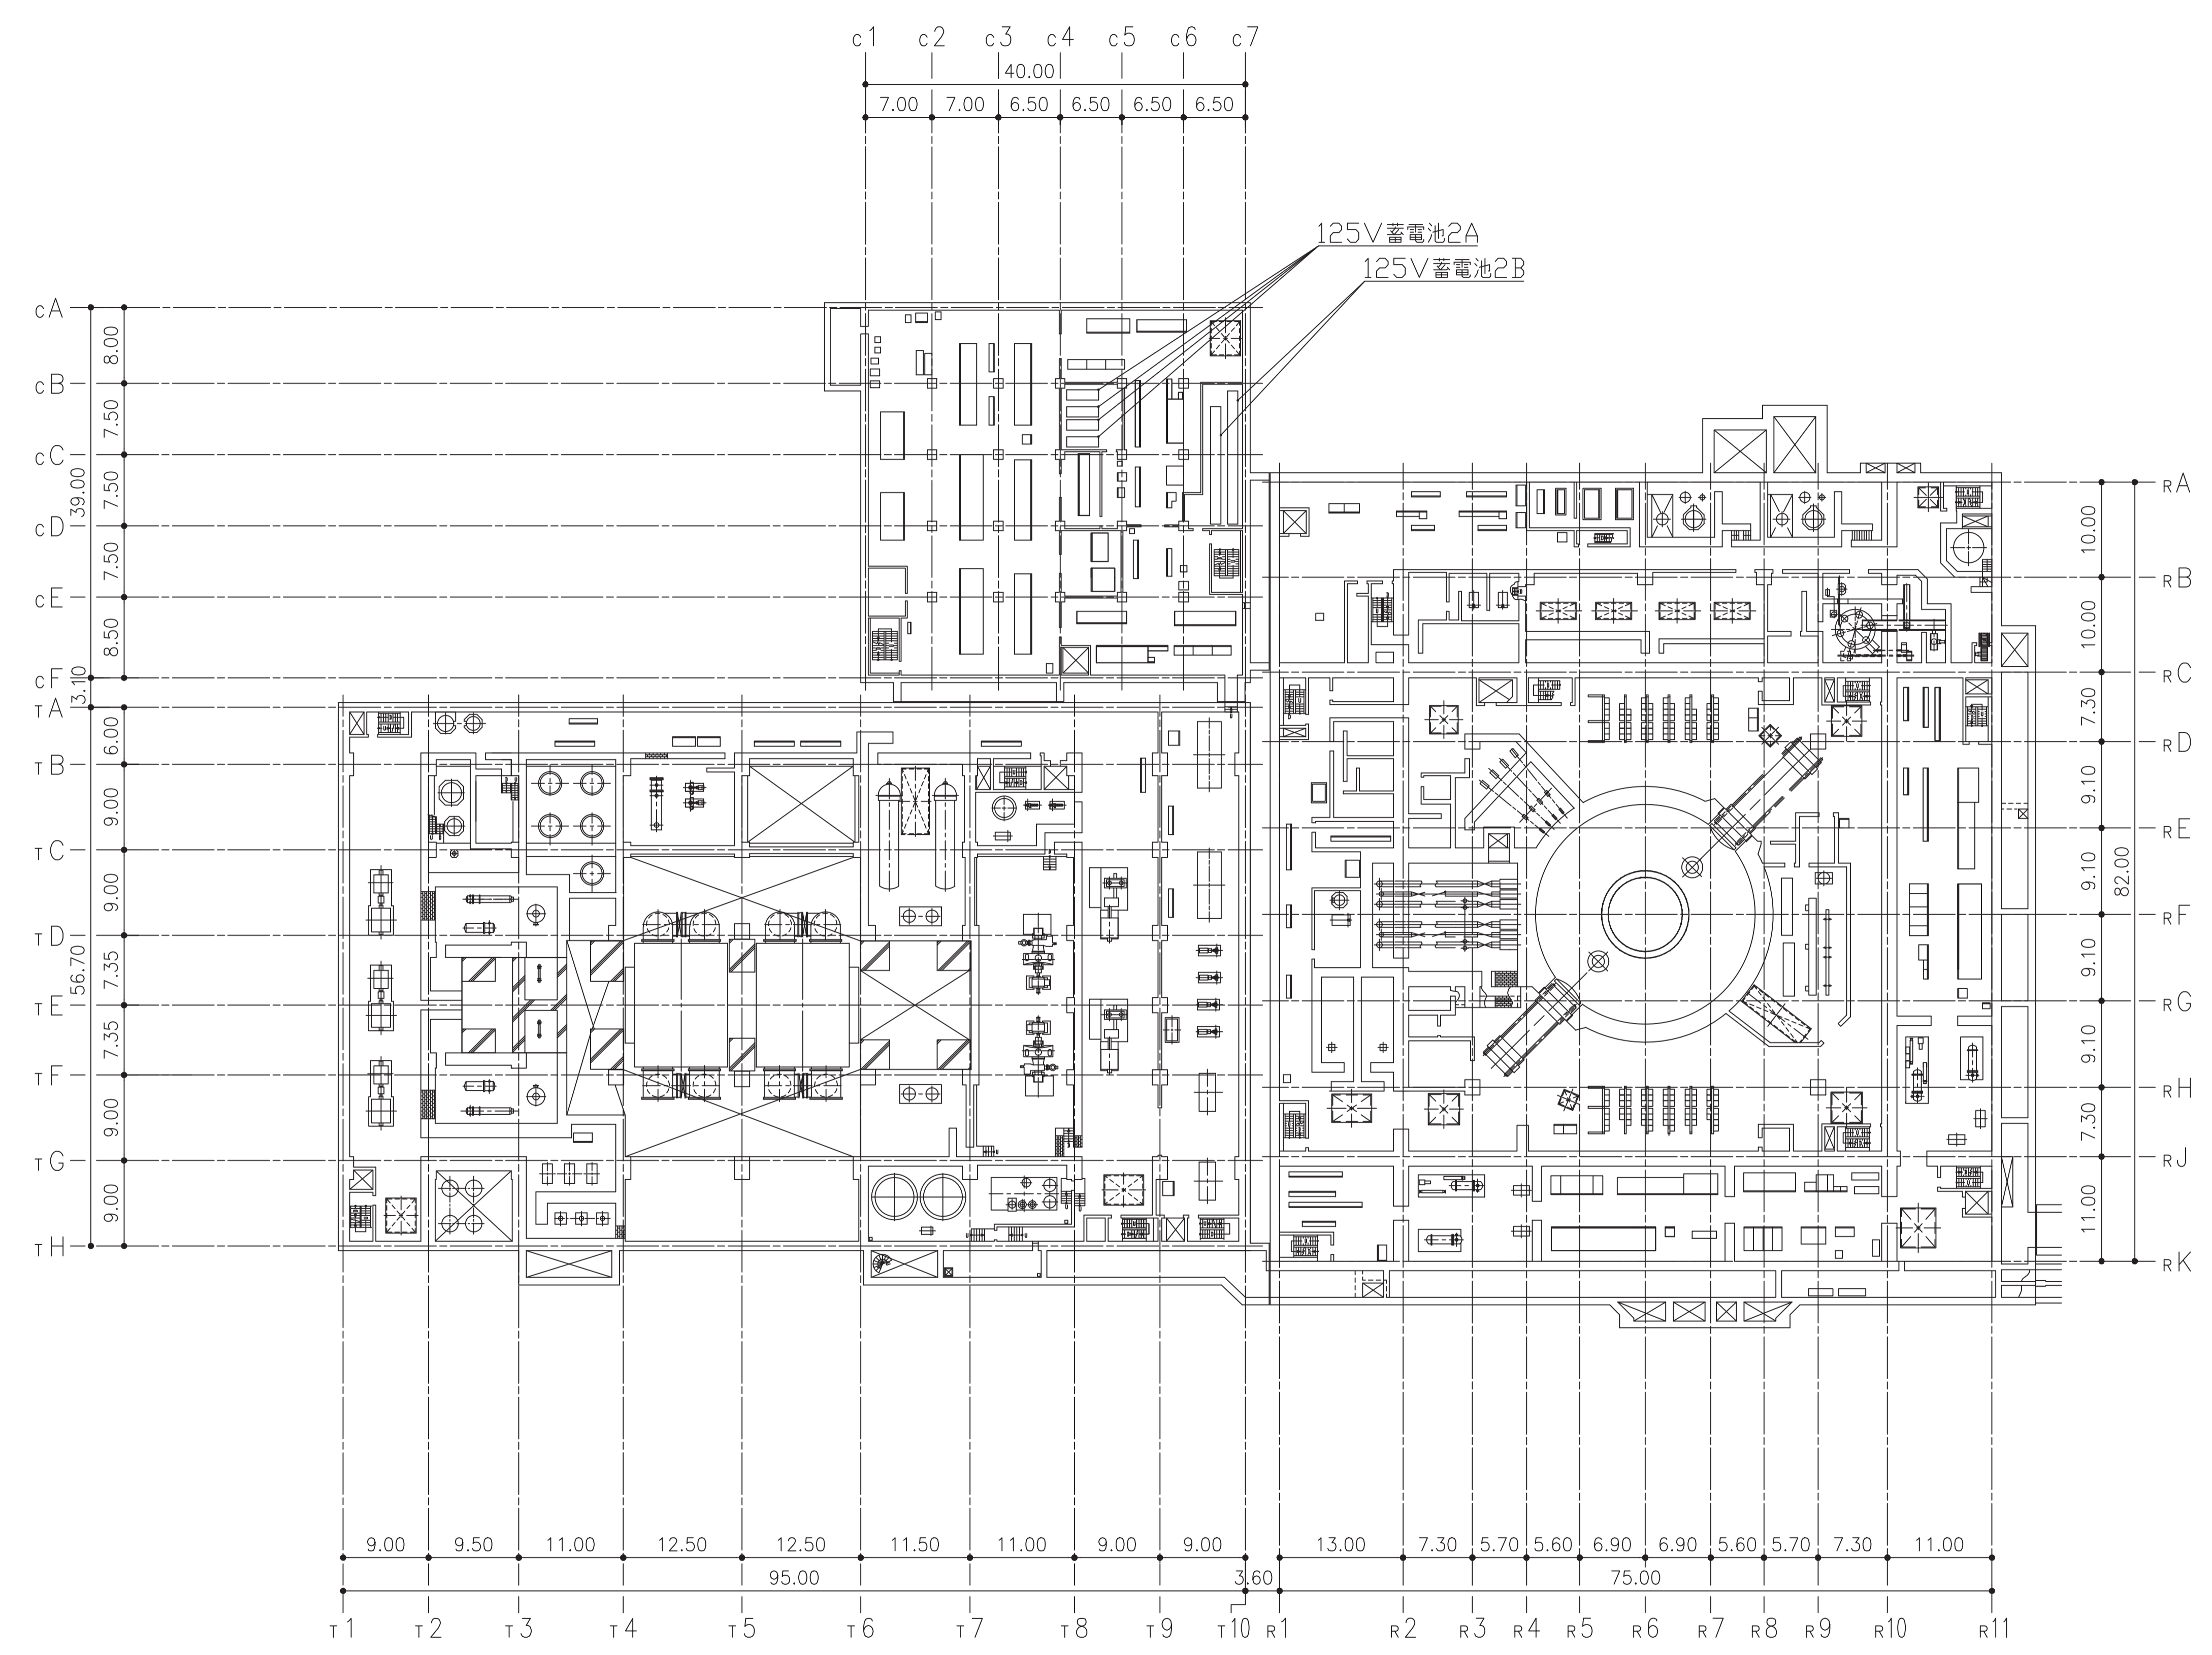 c1 c2 c3 c4 c5 c6 c7
40.00
7.00 7.00 6.50 6.50 6.50 6.50
125V蓄電池2A
125V蓄電池2B
cA
cB
cC
cD
cE
cF
8.00
7.50
7.50
7.50
8.50
39.00
3.10
TA
TB
TC
TD
TE
TF
TG
TH
6.00
9.00
9.00
7.35
7.35
9.00
9.00
56.70
RA
RB
RC
RD
RE
RF
RG
RH
RJ
RK
10.00
10.00
7.30
9.10
9.10
9.10
9.10
7.30
11.00
82.00
9.00 9.50 11.00 12.50 12.50 11.50 11.00 9.00 9.00 13.00 7.30 5.70 5.60 6.90 6.90 5.60 5.70 7.30 11.00
95.00 3.60 75.00
T1 T2 T3 T4 T5 T6 T7 T8 T9 T10 R1 R2 R3 R4 R5 R6 R7 R8 R9 R10 R11